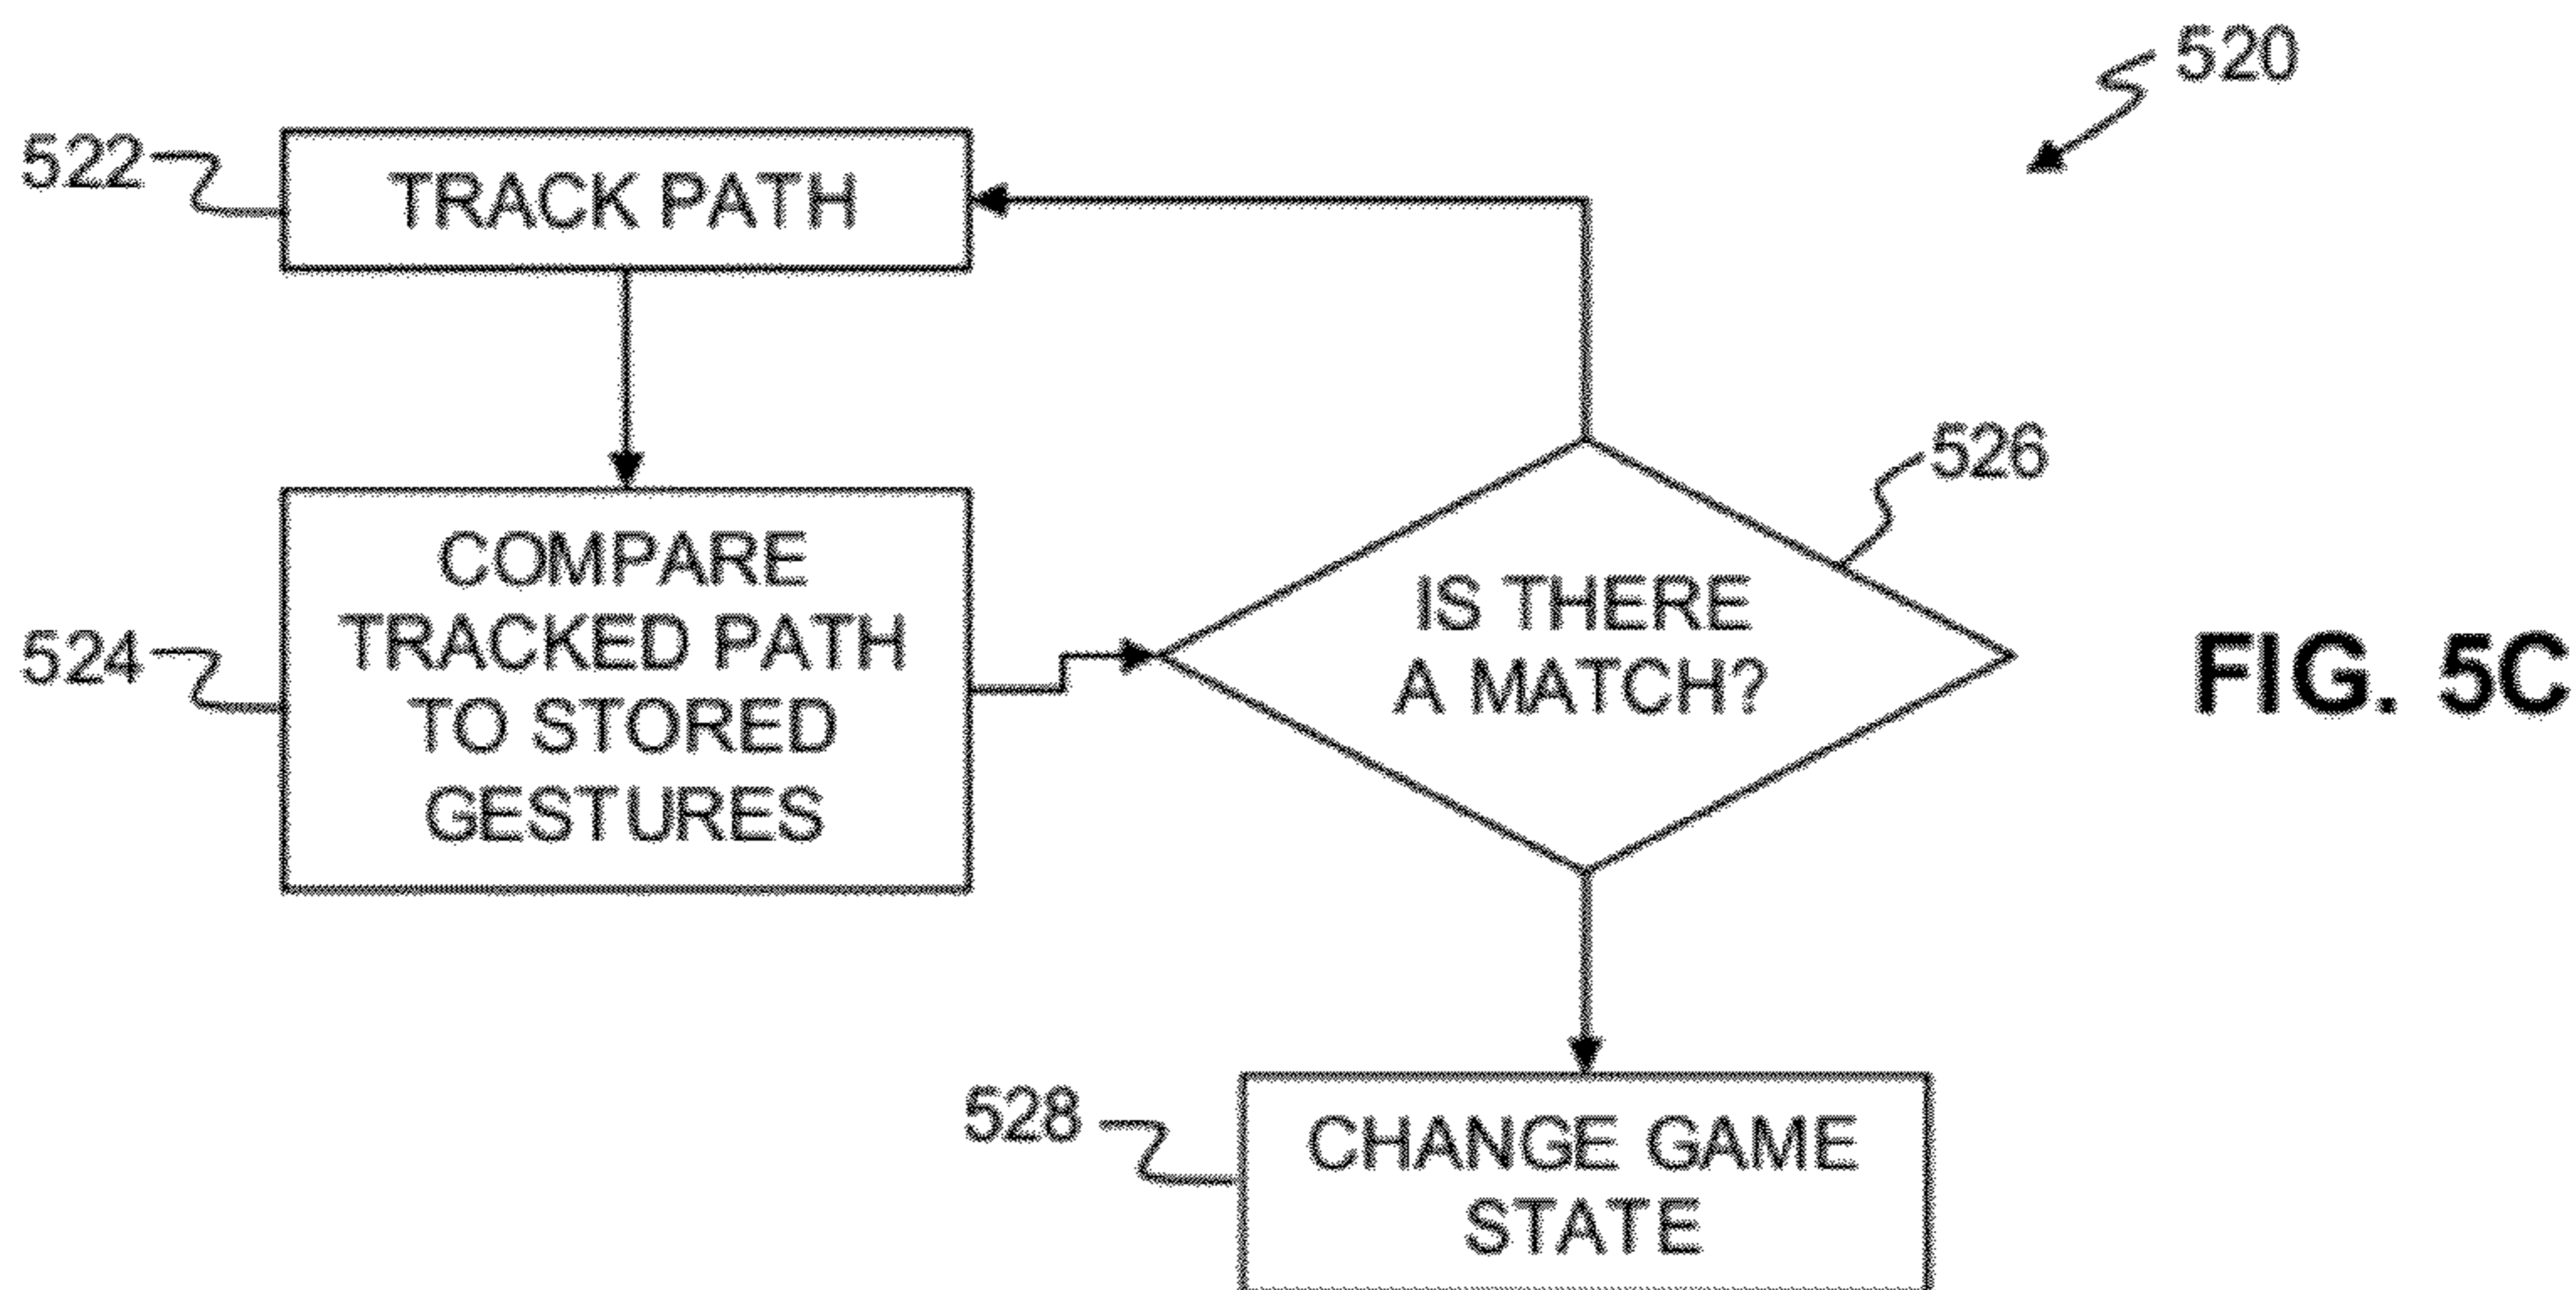 520
522
TRACK PATH
526
COMPARE
TRACKED PATH
TO STORED
GESTURES
524
IS THERE
A MATCH?
FIG. 5C
528
CHANGE GAME
STATE